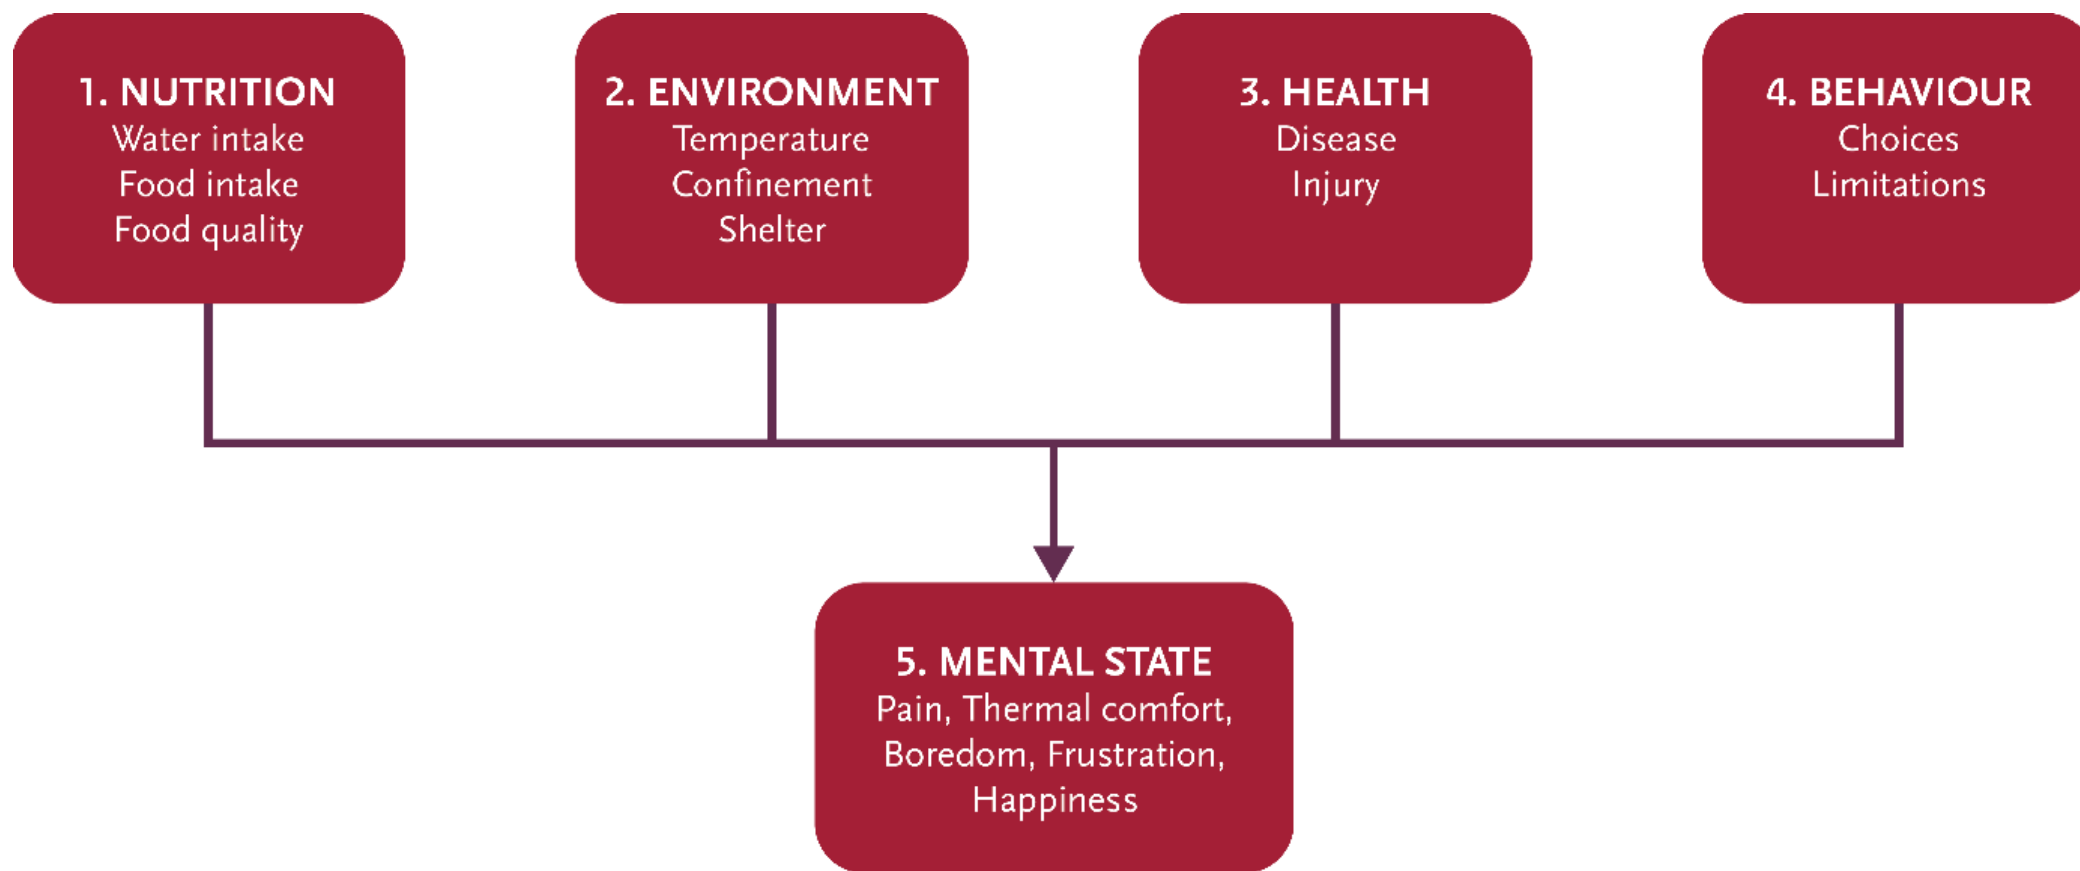 1. NUTRITION
Water intake
Food intake
Food quality
2. ENVIRONMENT
Temperature
Confinement
Shelter
3. HEALTH
Disease
Injury
4. BEHAVIOUR
Choices
Limitations
5. MENTAL STATE
Pain, Thermal comfort,
Boredom, Frustration,
Happiness